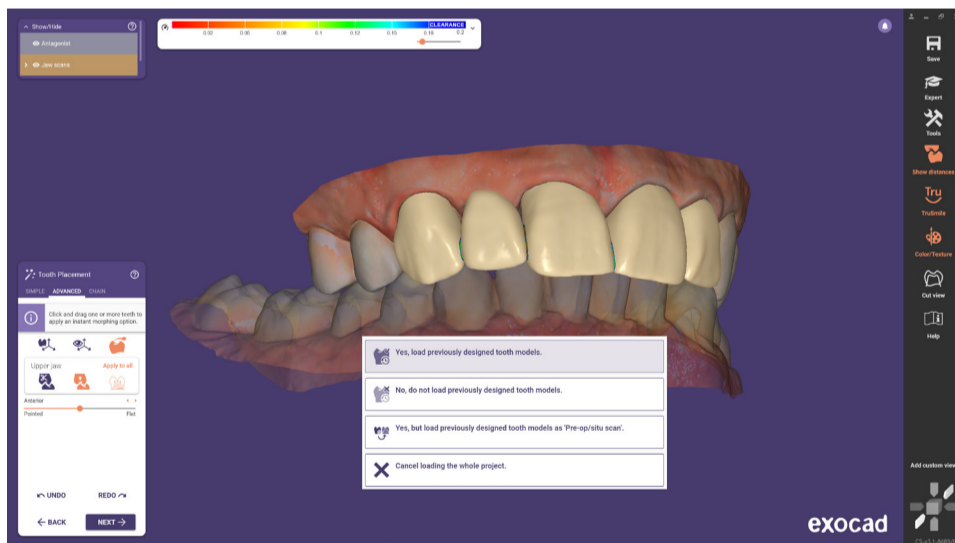 Show/Hide
Antagonist
Jaw scans
CLEARANCE
0.02 0.05 0.08 0.1 0.12 0.15 0.18 0.2
Save
Expert
Tools
Show distances
Tru
TruSmile
Color/Texture
Cut view
Help
Tooth Placement
SIMPLE ADVANCED CHAIN
Click and drag one or more teeth to
apply an instant morphing option.
Upper jaw Apply to all
Anterior
Pointed Flat
UNDO REDO
BACK NEXT
Yes, load previously designed tooth models.
No, do not load previously designed tooth models.
Yes, but load previously designed tooth models as 'Pre-op/situ scan'.
Cancel loading the whole project.
Add custom view
exocad